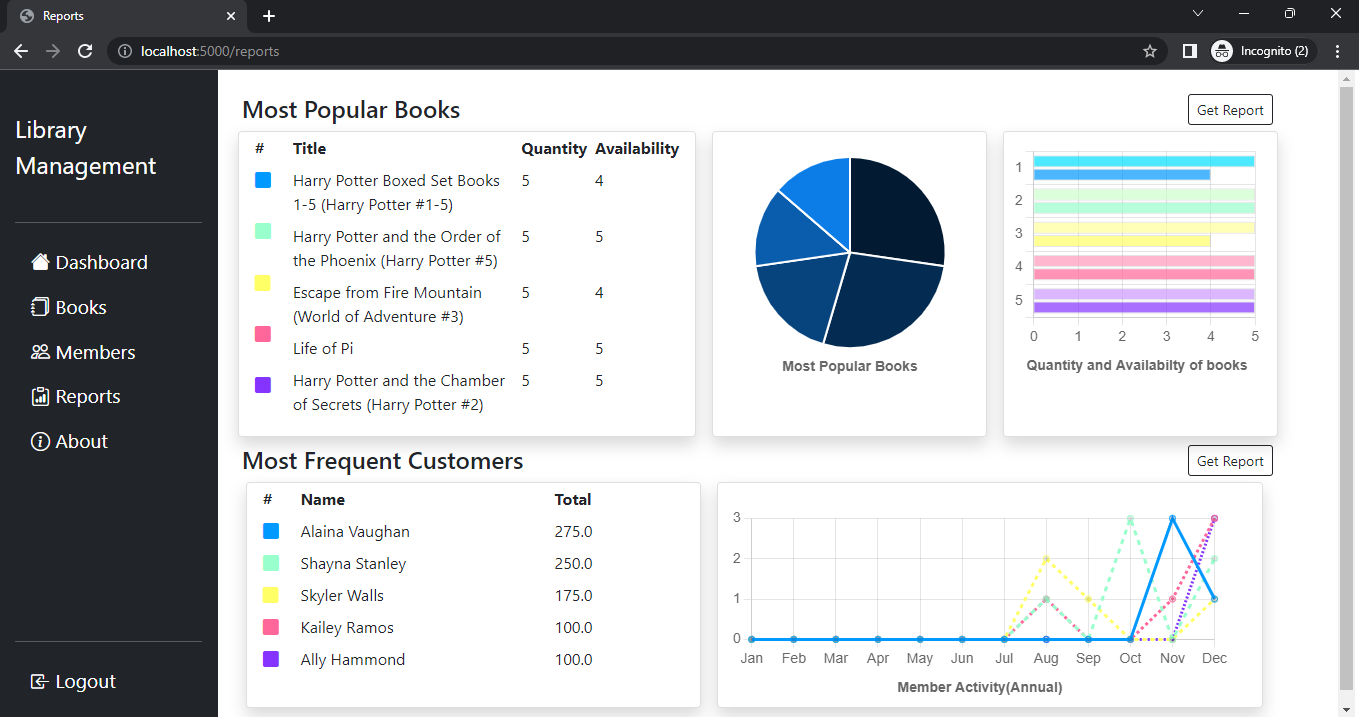 Reports
localhost:5000/reports
Incognito (2)
Library
Management
Dashboard
Books
Members
Reports
About
Logout
Most Popular Books
Get Report
# Title Quantity Availability
Harry Potter Boxed Set Books 5 4
1-5 (Harry Potter #1-5)
Harry Potter and the Order of 5 5
the Phoenix (Harry Potter #5)
Escape from Fire Mountain 5 4
(World of Adventure #3)
Life of Pi 5 5
Harry Potter and the Chamber 5 5
of Secrets (Harry Potter #2)
Most Popular Books
1
2
3
4
5
0 1 2 3 4 5
Quantity and Availabilty of books
Most Frequent Customers
Get Report
# Name Total
Alaina Vaughan 275.0
Shayna Stanley 250.0
Skyler Walls 175.0
Kailey Ramos 100.0
Ally Hammond 100.0
3
2
1
0
Jan Feb Mar Apr May Jun Jul Aug Sep Oct Nov Dec
Member Activity(Annual)